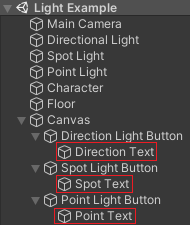 Light Example
Main Camera
Directional Light
Spot Light
Point Light
Character
Floor
Canvas
Direction Light Button
Direction Text
Spot Light Button
Spot Text
Point Light Button
Point Text